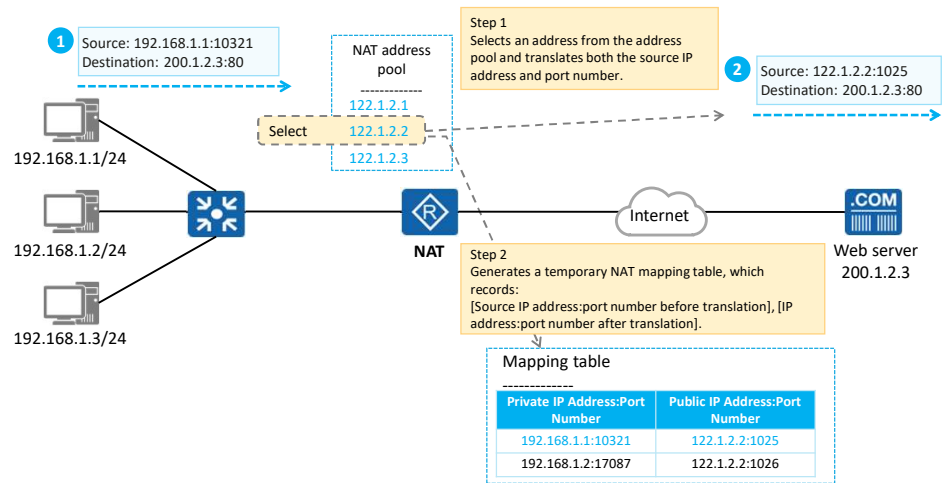 1
Source: 192.168.1.1:10321
Destination: 200.1.2.3:80
NAT address
pool
-------------
122.1.2.1
Select 122.1.2.2
122.1.2.3
Step 1
Selects an address from the address
pool and translates both the source IP
address and port number.
2
Source: 122.1.2.2:1025
Destination: 200.1.2.3:80
192.168.1.1/24
192.168.1.2/24
192.168.1.3/24
R
NAT
Internet
.COM
Web server
200.1.2.3
Step 2
Generates a temporary NAT mapping table, which
records:
[Source IP address:port number before translation], [IP
address:port number after translation].
Mapping table
-------------
Private IP Address:Port
Number
Public IP Address:Port
Number
192.168.1.1:10321 122.1.2.2:1025
192.168.1.2:17087 122.1.2.2:1026